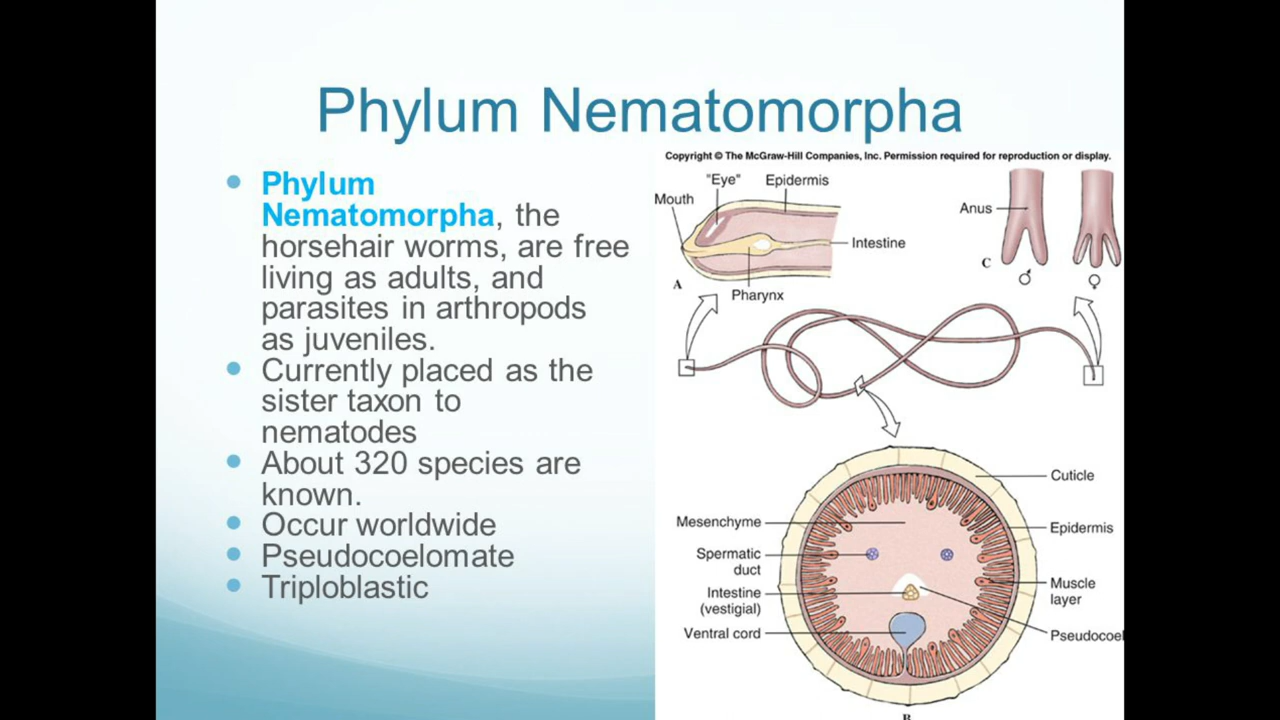 Phylum Nematomorpha
Phylum
Nematomorpha, the
horsehair worms, are free
living as adults, and
parasites in arthropods
as juveniles.
Currently placed as the
sister taxon to
nematodes
About 320 species are
known.
Occur worldwide
Pseudocoelomate
Triploblastic
Copyright © The McGraw-Hill Companies, Inc. Permission required for reproduction or display.
"Eye"
Epidermis
Mouth
Intestine
A
Pharynx
Anus
C
♂
♀
Cuticle
Mesenchyme
Epidermis
Spermatic
duct
Intestine
(vestigial)
Muscle
layer
Ventral cord
Pseudocoel
B